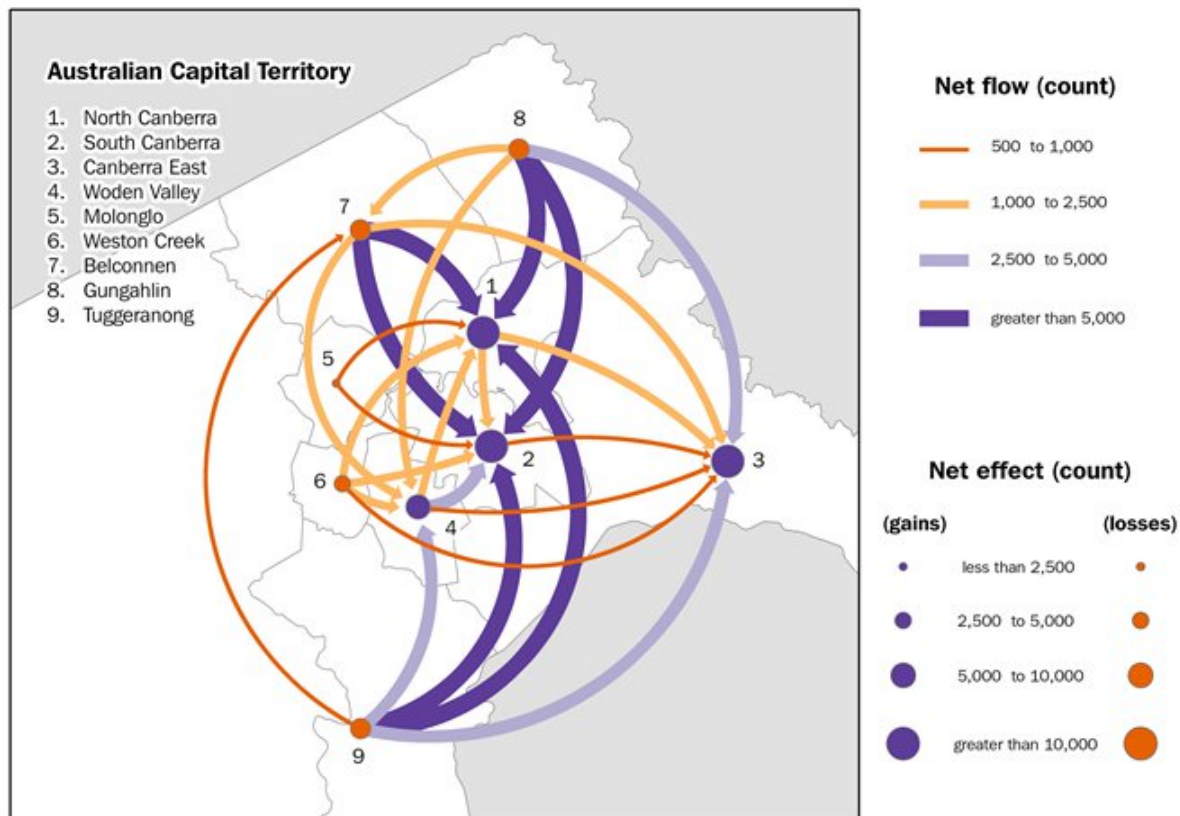 Australian Capital Territory
1. North Canberra
2. South Canberra
3. Canberra East
4. Woden Valley
5. Molonglo
6. Weston Creek
7. Belconnen
8. Gungahlin
9. Tuggeranong
8
7
1
5
2
3
6
4
9
Net flow (count)
500 to 1,000
1,000 to 2,500
2,500 to 5,000
greater than 5,000
Net effect (count)
(gains) (losses)
less than 2,500
2,500 to 5,000
5,000 to 10,000
greater than 10,000